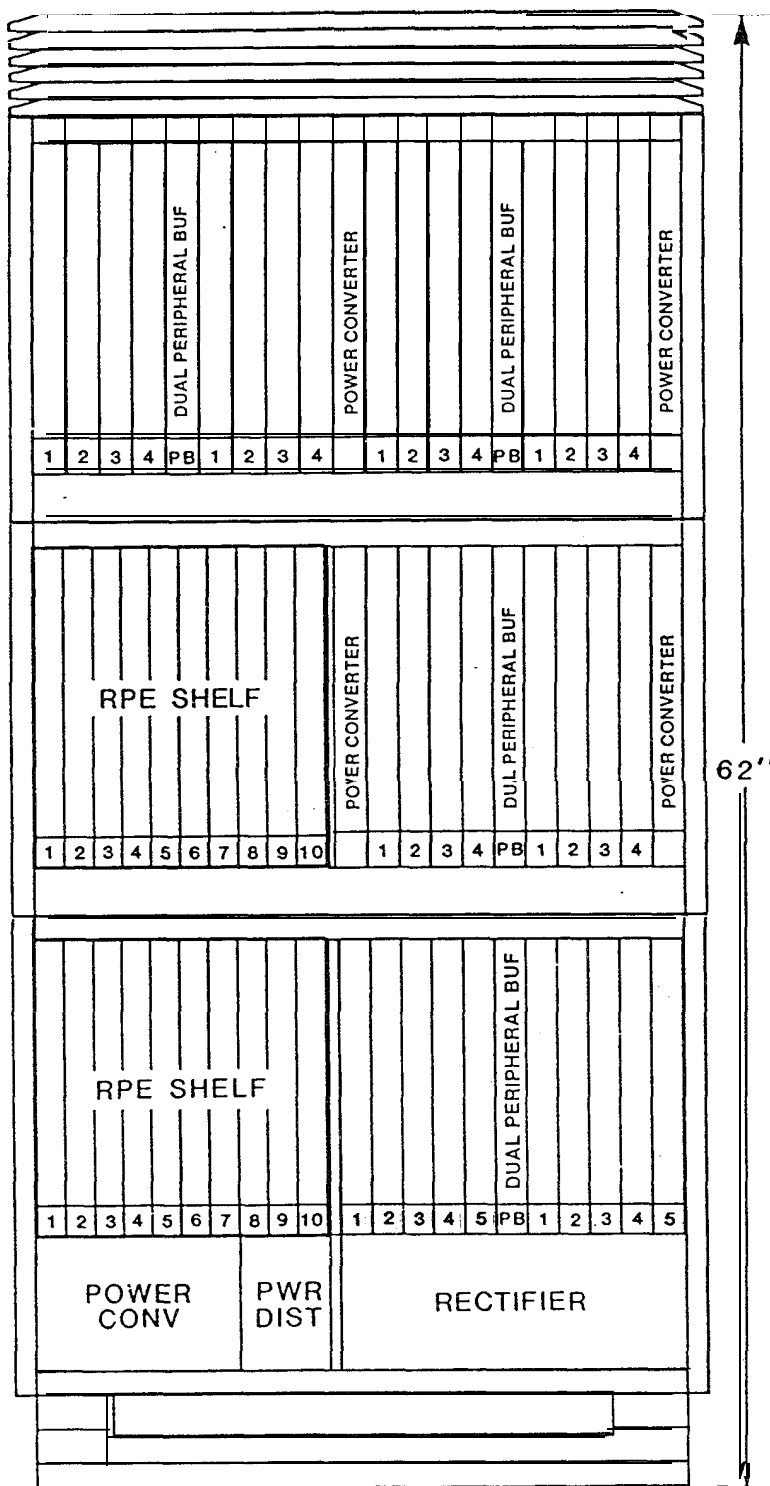 DUAL PERIPHERAL BUF
POWER CONVERTER
DUAL PERIPHERAL BUF
POWER CONVERTER
1 2 3 4 PB 1 2 3 4 1 2 3 4 PB 1 2 3 4
RPE SHELF
POWER CONVERTER
DUAL PERIPHERAL BUF
POWER CONVERTER
62"
1 2 3 4 5 6 7 8 9 10 1 2 3 4 PB 1 2 3 4
RPE SHELF
DUAL PERIPHERAL BUF
1 2 3 4 5 6 7 8 9 10 1 2 3 4 5 PB 1 2 3 4 5
POWER
CONV
PWR
DIST
RECTIFIER